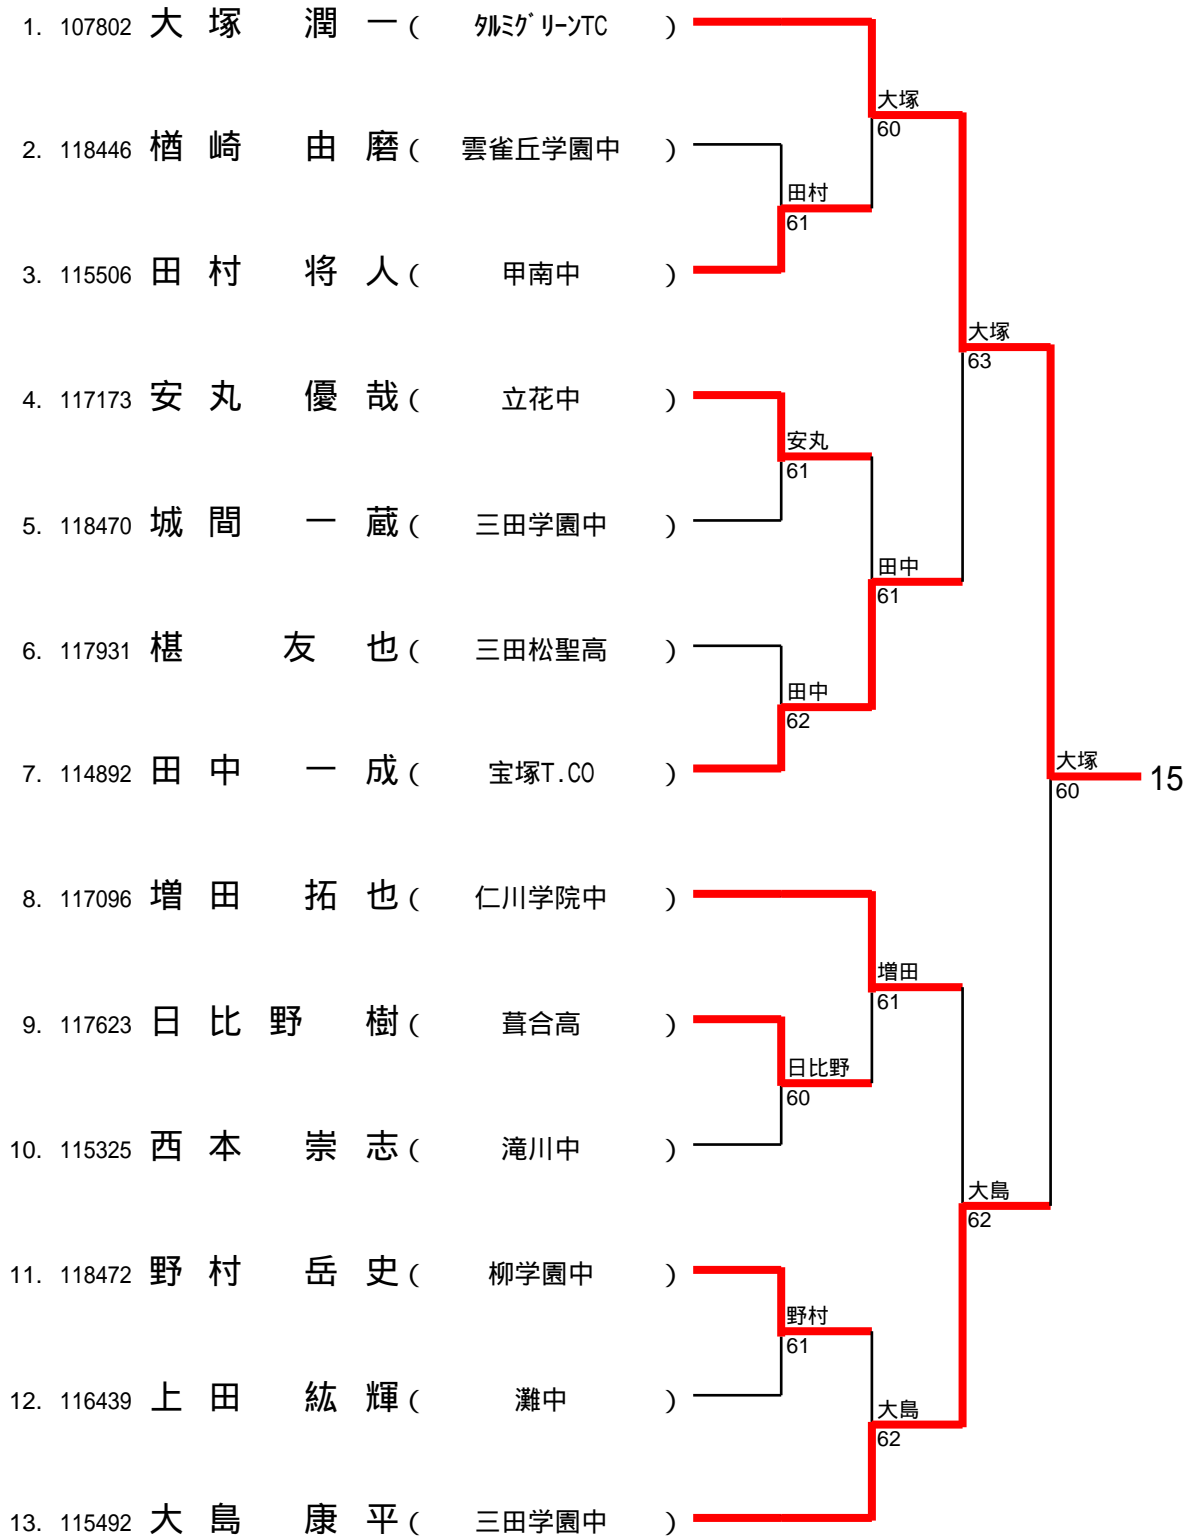 1. 107802 大塚 潤一 ( ﾀﾙﾐｸﾞﾘｰﾝTC )
大塚
60
2. 118446 楢崎 由磨 ( 雲雀丘学園中 )
田村
61
3. 115506 田村 将人 ( 甲南中 )
大塚
63
4. 117173 安丸 優哉 ( 立花中 )
安丸
61
5. 118470 城間 一蔵 ( 三田学園中 )
田中
61
6. 117931 椹 友也 ( 三田松聖高 )
田中
62
7. 114892 田中 一成 ( 宝塚T.CO )
大塚
60
15
8. 117096 増田 拓也 ( 仁川学院中 )
増田
61
9. 117623 日比野 樹 ( 葺合高 )
日比野
60
10. 115325 西本 崇志 ( 滝川中 )
大島
62
11. 118472 野村 岳史 ( 柳学園中 )
野村
61
12. 116439 上田 紘輝 ( 灘中 )
大島
62
13. 115492 大島 康平 ( 三田学園中 )